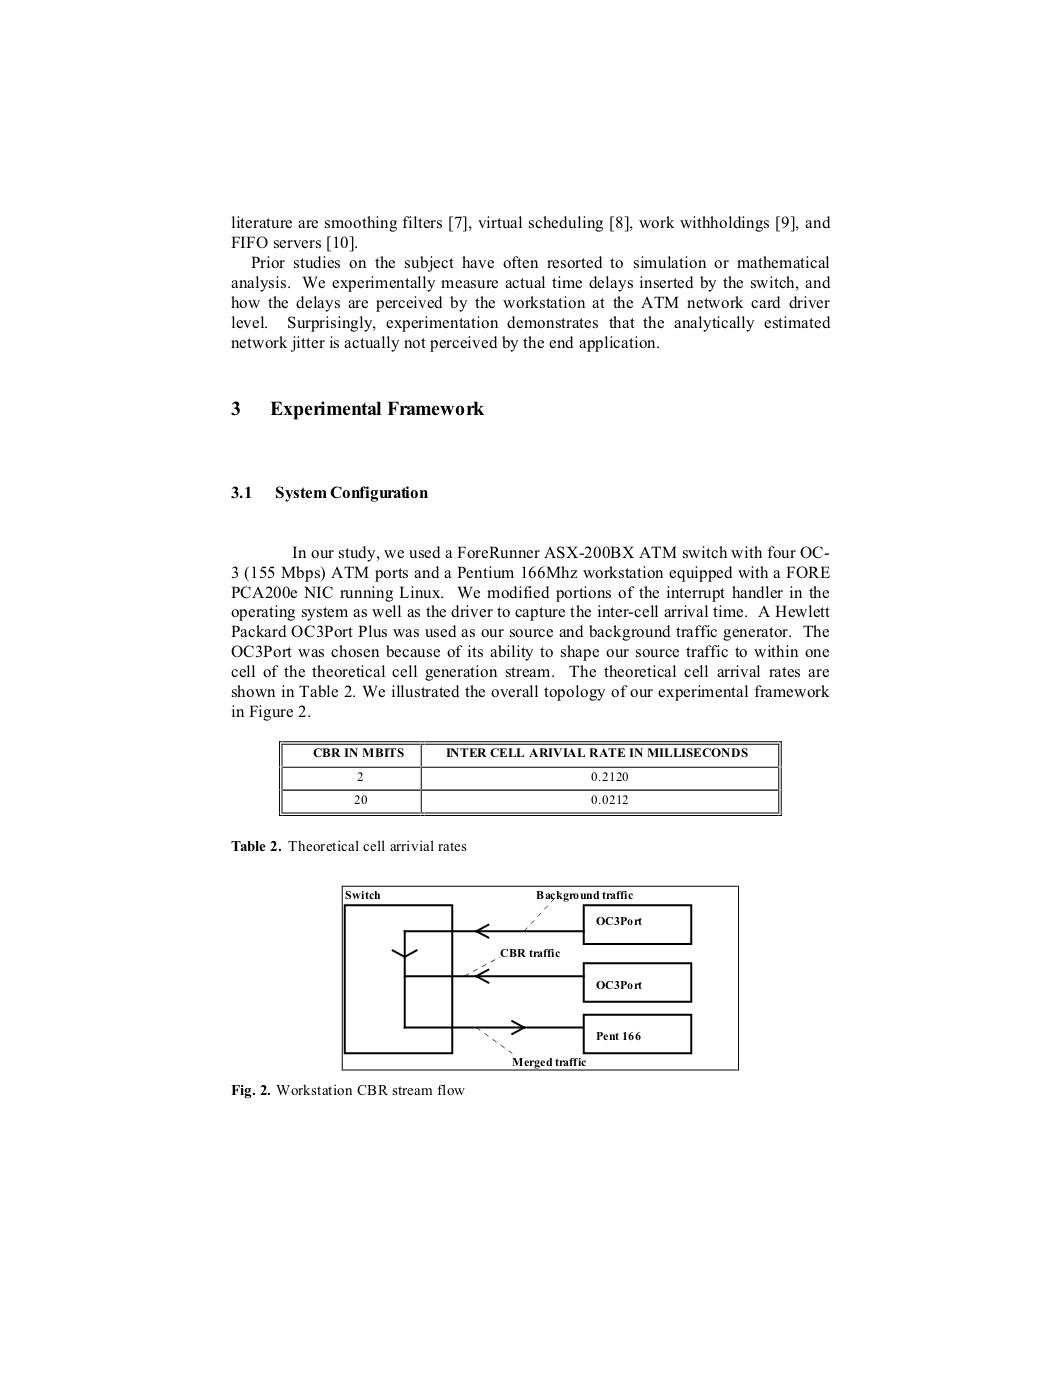 literature are smoothing filters [7], virtual scheduling [8], work withholdings [9], and
FIFO servers [10].
Prior studies on the subject have often resorted to simulation or mathematical
analysis. We experimentally measure actual time delays inserted by the switch, and
how the delays are perceived by the workstation at the ATM network card driver
level. Surprisingly, experimentation demonstrates that the analytically estimated
network jitter is actually not perceived by the end application.
3 Experimental Framework
3.1 System Configuration
In our study, we used a ForeRunner ASX-200BX ATM switch with four OC-
3 (155 Mbps) ATM ports and a Pentium 166Mhz workstation equipped with a FORE
PCA200e NIC running Linux. We modified portions of the interrupt handler in the
operating system as well as the driver to capture the inter-cell arrival time. A Hewlett
Packard OC3Port Plus was used as our source and background traffic generator. The
OC3Port was chosen because of its ability to shape our source traffic to within one
cell of the theoretical cell generation stream. The theoretical cell arrival rates are
shown in Table 2. We illustrated the overall topology of our experimental framework
in Figure 2.
CBR IN MBITS INTER CELL ARIVIAL RATE IN MILLISECONDS
2 0.2120
20 0.0212
Table 2. Theoretical cell arrivial rates
Switch Background traffic
OC3Port
CBR traffic
OC3Port
Pent 166
Merged traffic
Fig. 2. Workstation CBR stream flow